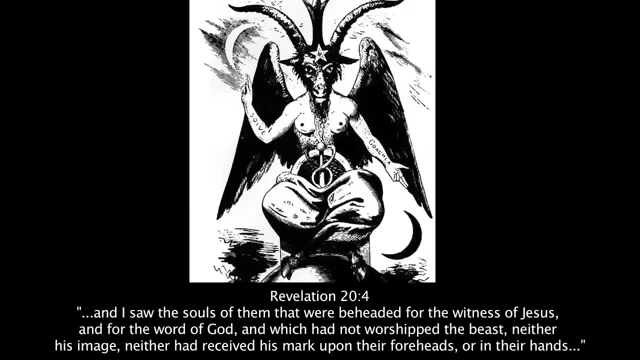 SOLVE
COAGULA
Revelation 20:4
"...and I saw the souls of them that were beheaded for the witness of Jesus,
and for the word of God, and which had not worshipped the beast, neither
his image, neither had received his mark upon their foreheads, or in their hands..."